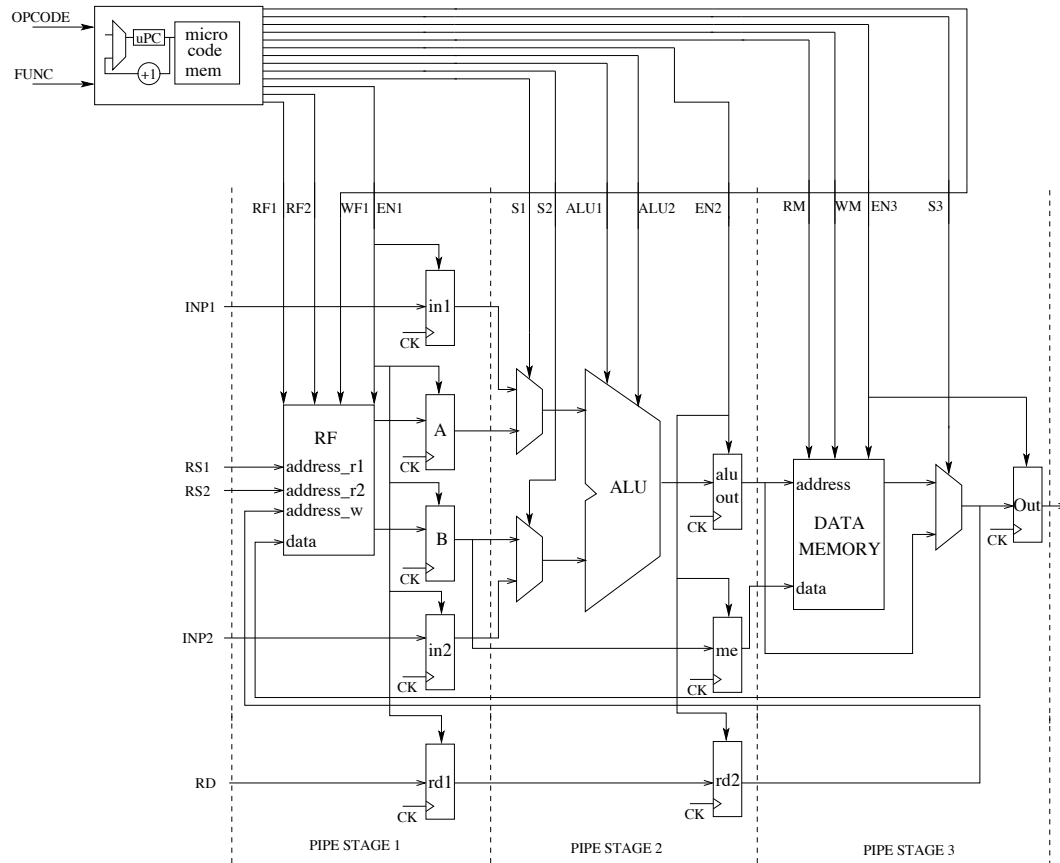 OPCODE
FUNC
uPC
+1
micro
code
mem
RF1 RF2 WF1 EN1 S1 S2 ALU1 ALU2 EN2 RM WM EN3 S3
INP1
in1
CK
A
CK
RF
RS1
address_r1
RS2
address_r2
address_w
data
B
CK
ALU
alu
out
CK
address
DATA
MEMORY
data
Out
CK
INP2
in2
CK
me
CK
RD
rd1
CK
rd2
CK
PIPE STAGE 1
PIPE STAGE 2
PIPE STAGE 3